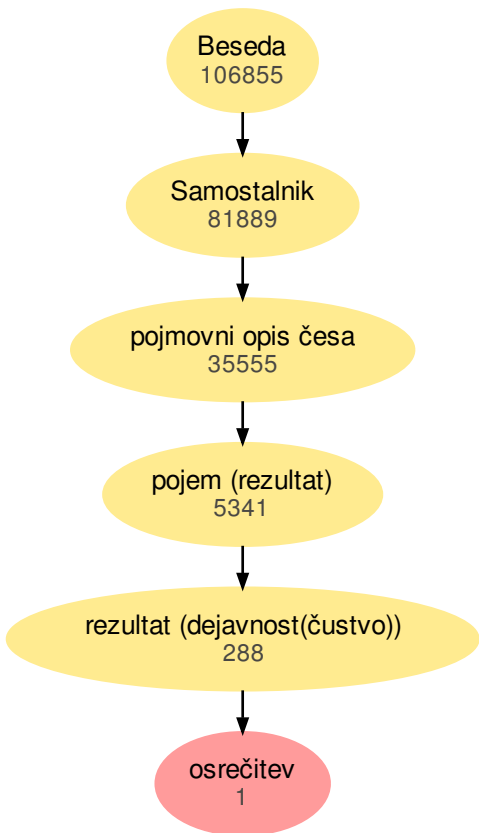 Beseda
106855
Samostalnik
81889
pojmovni opis česa
35555
pojem (rezultat)
5341
rezultat (dejavnost(čustvo))
288
osrečitev
1